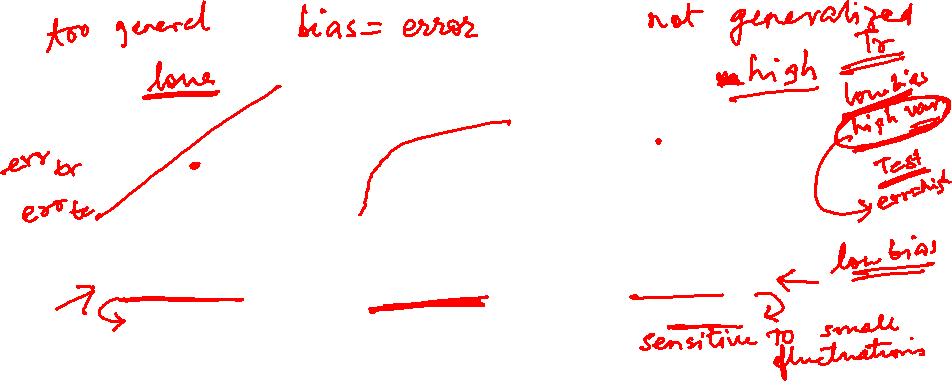 too general
bias = error
not generalized
Tr
low
high
low bias
high var
err tr
err te
Test
err high
low bias
sensitive TO small
fluctuations